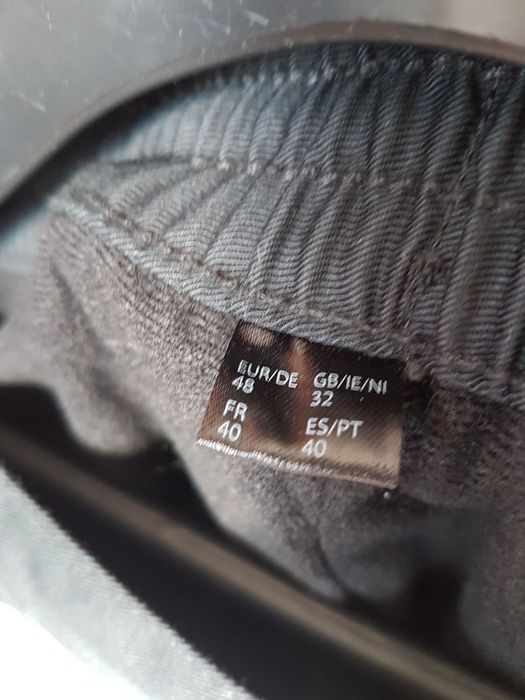 EUR/DE GB/IE/NI
48 32
FR ES/PT
40 40